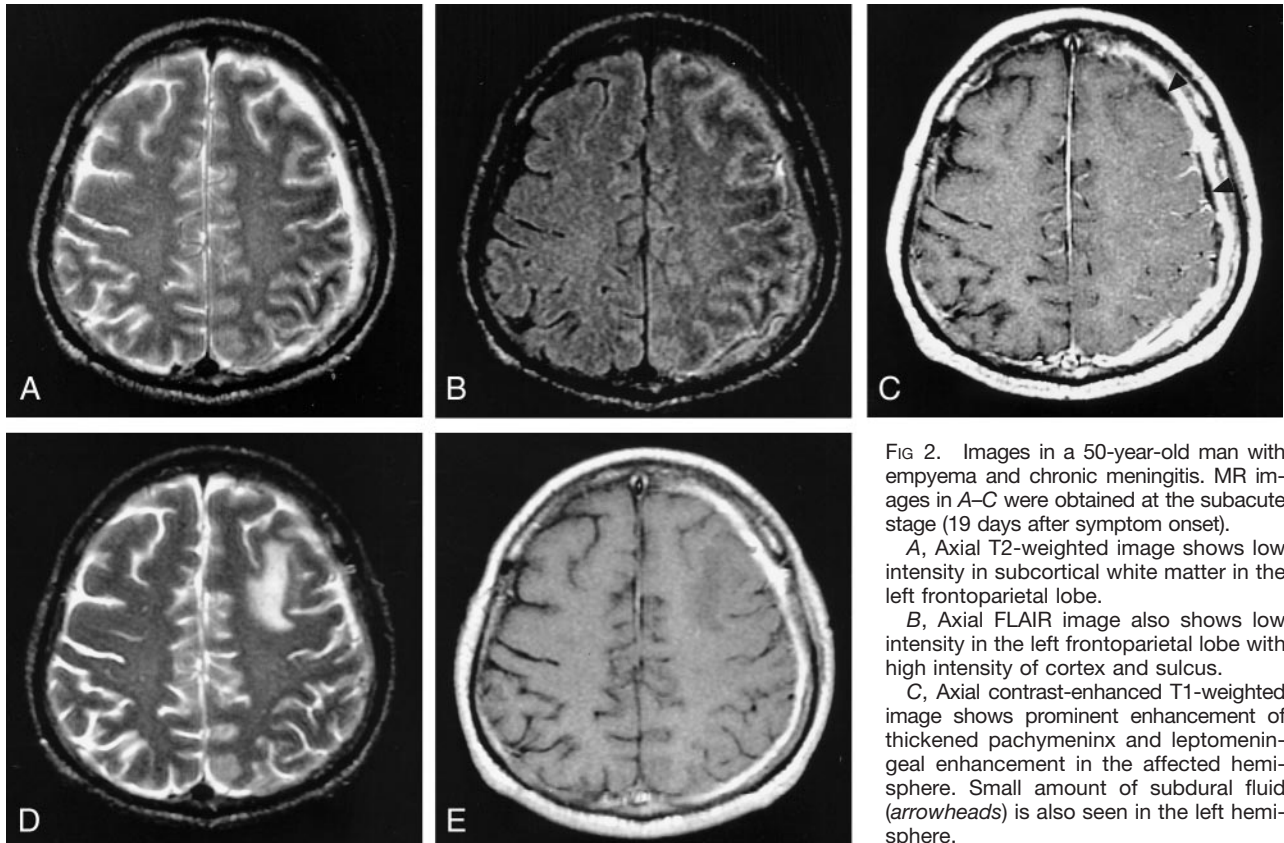 A
B
C
D
E
FIG 2. Images in a 50-year-old man with
empyema and chronic meningitis. MR im-
ages in A–C were obtained at the subacute
stage (19 days after symptom onset).
A, Axial T2-weighted image shows low
intensity in subcortical white matter in the
left frontoparietal lobe.
B, Axial FLAIR image also shows low
intensity in the left frontoparietal lobe with
high intensity of cortex and sulcus.
C, Axial contrast-enhanced T1-weighted
image shows prominent enhancement of
thickened pachymeninx and leptomenin-
geal enhancement in the affected hemi-
sphere. Small amount of subdural fluid
(arrowheads) is also seen in the left hemi-
sphere.